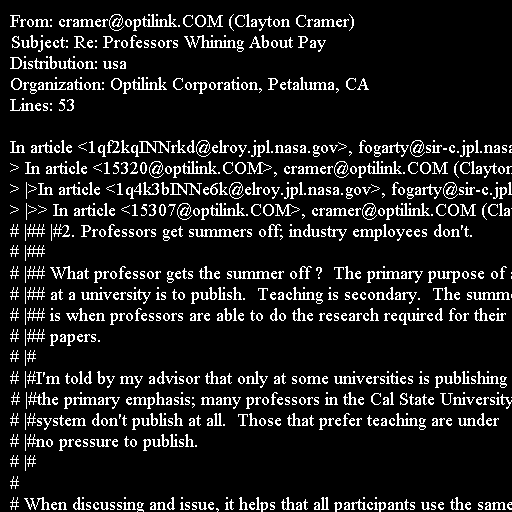 From: cramer@optilink.COM (Clayton Cramer)
Subject: Re: Professors Whining About Pay
Distribution: usa
Organization: Optilink Corporation, Petaluma, CA
Lines: 53

In article <1qf2kqINNrkd@elroy.jpl.nasa.gov>, fogarty@sir-c.jpl.nasa
> In article <15320@optilink.COM>, cramer@optilink.COM (Clayton
> |>In article <1q4k3bINNe6k@elroy.jpl.nasa.gov>, fogarty@sir-c.jpl
> |>> In article <15307@optilink.COM>, cramer@optilink.COM (Cla
# |## |#2. Professors get summers off; industry employees don't.
# |##
# |## What professor gets the summer off ?  The primary purpose of
# |## at a university is to publish.  Teaching is secondary.  The summ
# |## is when professors are able to do the research required for their
# |## papers.
# |#
# |#I'm told by my advisor that only at some universities is publishing
# |#the primary emphasis; many professors in the Cal State University
# |#system don't publish at all.  Those that prefer teaching are under
# |#no pressure to publish.
# |#
#
# When discussing and issue, it helps that all participants use the same